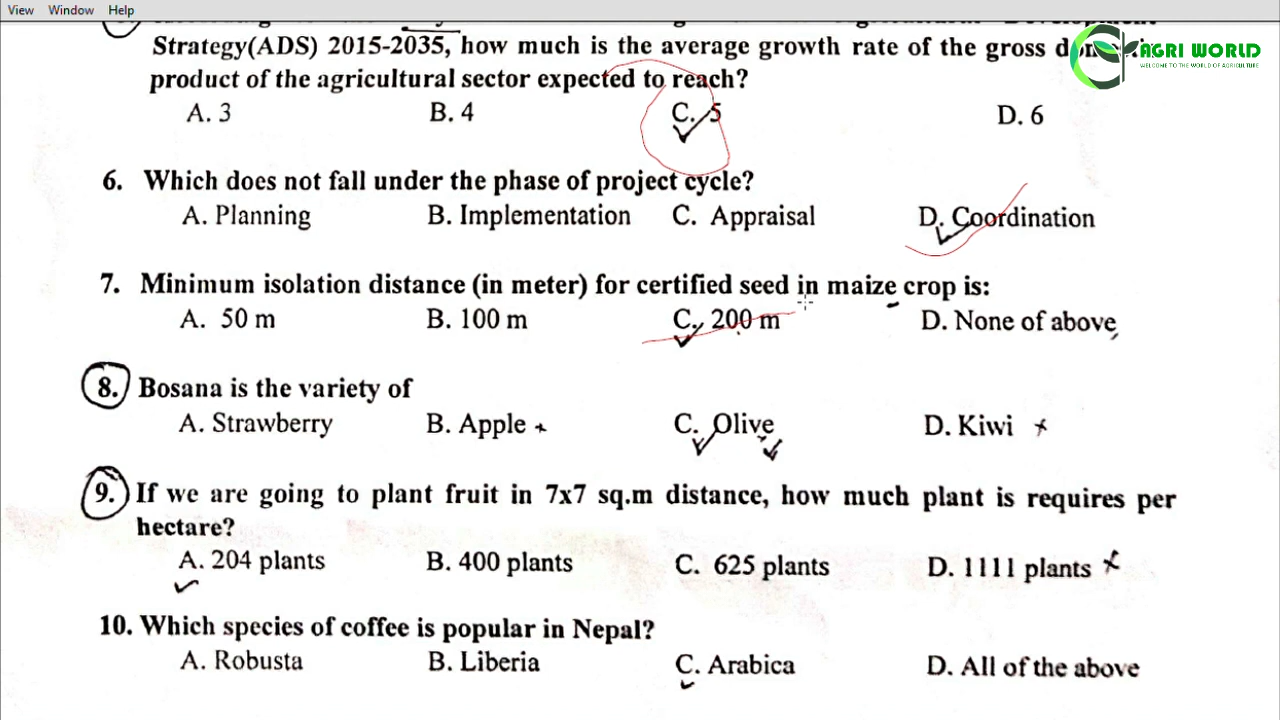 View Window Help
Strategy(ADS) 2015-2035, how much is the average growth rate of the gross
AGRI WORLD
WELCOME TO THE WORLD OF AGRICULTURE
product of the agricultural sector expected to reach?
A. 3 B. 4 C. 5 D. 6
6. Which does not fall under the phase of project cycle?
A. Planning B. Implementation C. Appraisal D. Coordination
7. Minimum isolation distance (in meter) for certified seed in maize crop is:
A. 50 m B. 100 m C. 200 m D. None of above
8. Bosana is the variety of
A. Strawberry B. Apple C. Olive D. Kiwi
9. If we are going to plant fruit in 7x7 sq.m distance, how much plant is requires per
hectare?
A. 204 plants B. 400 plants C. 625 plants D. 1111 plants
10. Which species of coffee is popular in Nepal?
A. Robusta B. Liberia C. Arabica D. All of the above